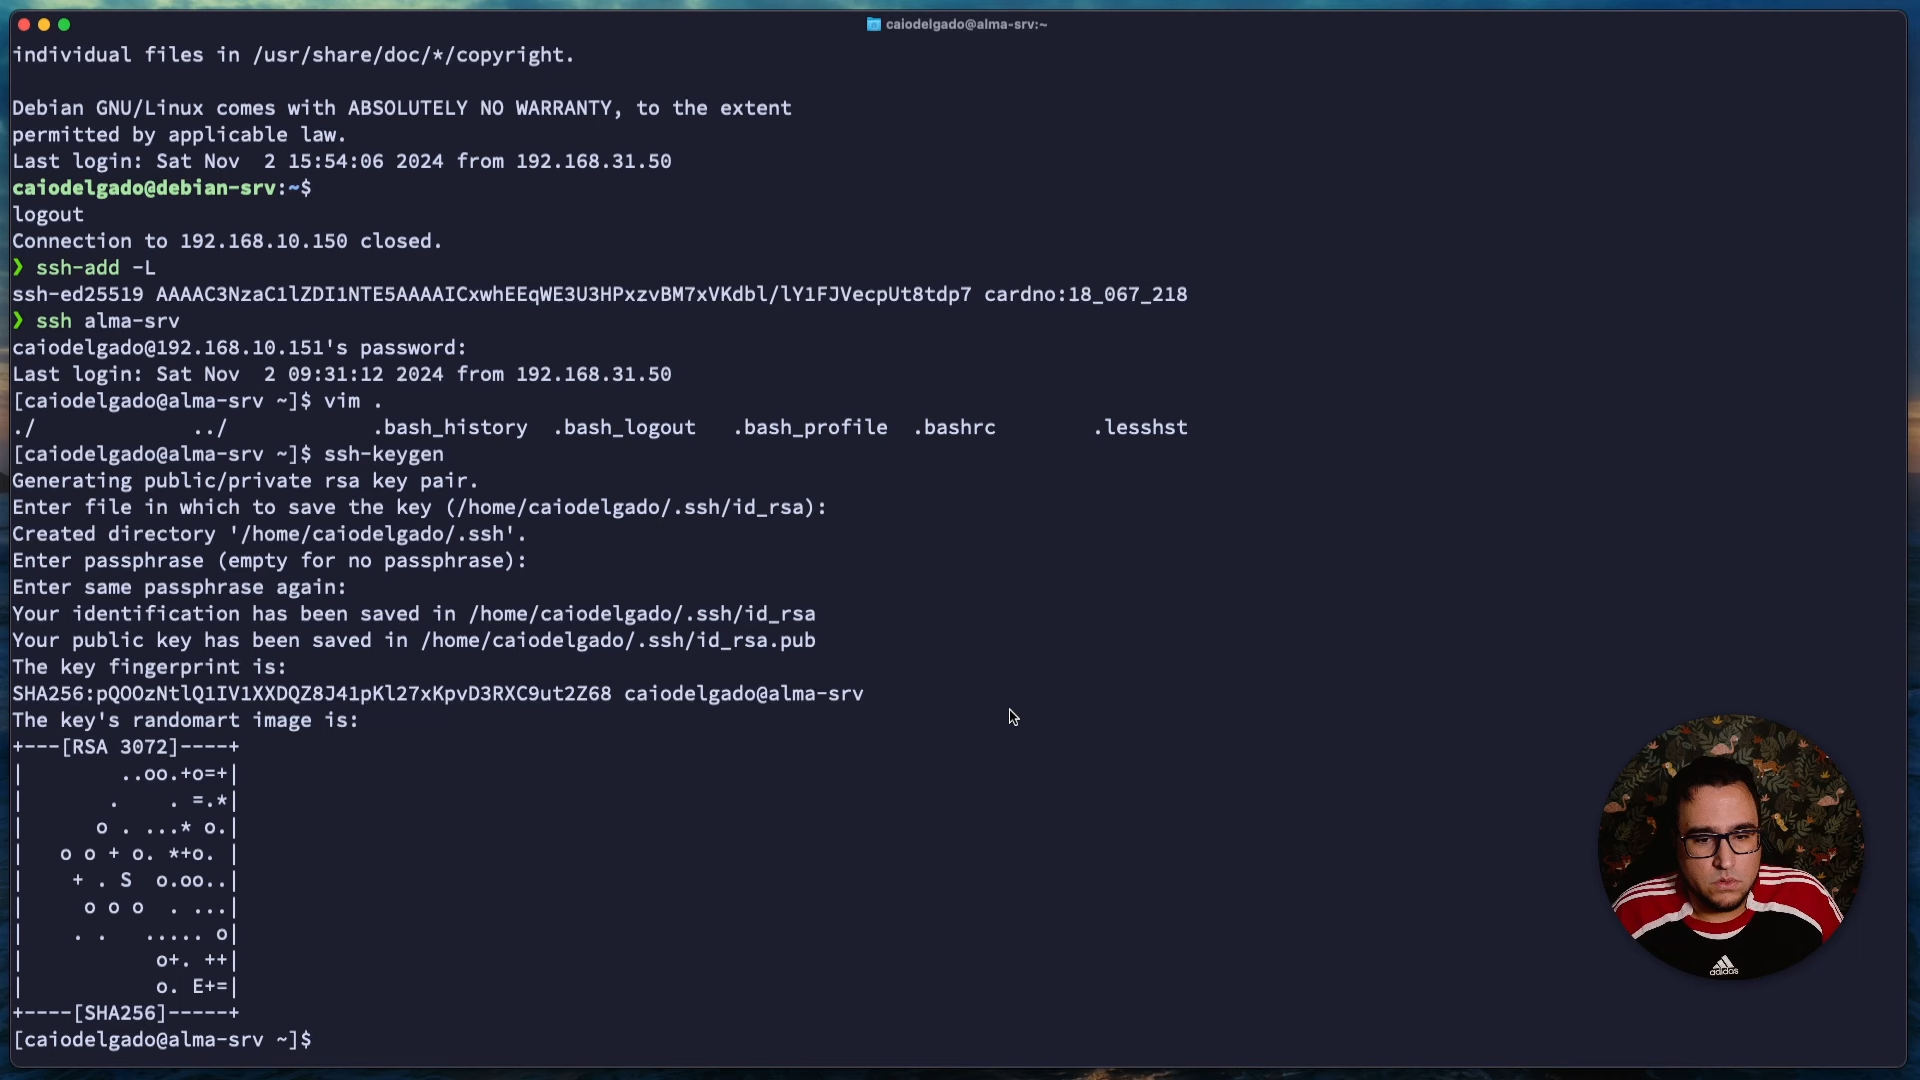 caiodelgado@alma-srv:~
individual files in /usr/share/doc/*/copyright.
Debian GNU/Linux comes with ABSOLUTELY NO WARRANTY, to the extent
permitted by applicable law.
Last login: Sat Nov  2 15:54:06 2024 from 192.168.31.50
caiodelgado@debian-srv:~$
logout
Connection to 192.168.10.150 closed.
❯ ssh-add -L
ssh-ed25519 AAAAC3NzaC1lZDI1NTE5AAAAICxwhEEqWE3U3HPxzvBM7xVKdbl/lY1FJVecpUt8tdp7 cardno:18_067_218
❯ ssh alma-srv
caiodelgado@192.168.10.151's password:
Last login: Sat Nov  2 09:31:12 2024 from 192.168.31.50
[caiodelgado@alma-srv ~]$ vim .
./             ../            .bash_history  .bash_logout   .bash_profile  .bashrc        .lesshst
[caiodelgado@alma-srv ~]$ ssh-keygen
Generating public/private rsa key pair.
Enter file in which to save the key (/home/caiodelgado/.ssh/id_rsa):
Created directory '/home/caiodelgado/.ssh'.
Enter passphrase (empty for no passphrase):
Enter same passphrase again:
Your identification has been saved in /home/caiodelgado/.ssh/id_rsa
Your public key has been saved in /home/caiodelgado/.ssh/id_rsa.pub
The key fingerprint is:
SHA256:pQOOzNtlQ1IV1XXDQZ8J41pKl27xKpvD3RXC9ut2Z68 caiodelgado@alma-srv
The key's randomart image is:
+---[RSA 3072]----+
|        ..oo.+o=+|
|       .    . =.*|
|      o . ...* o.|
|   o o + o. *+o. |
|    + . S  o.oo..|
|     o o o  . ...|
|    . .   ..... o|
|           o+. ++|
|           o. E+=|
+----[SHA256]-----+
[caiodelgado@alma-srv ~]$
adidas